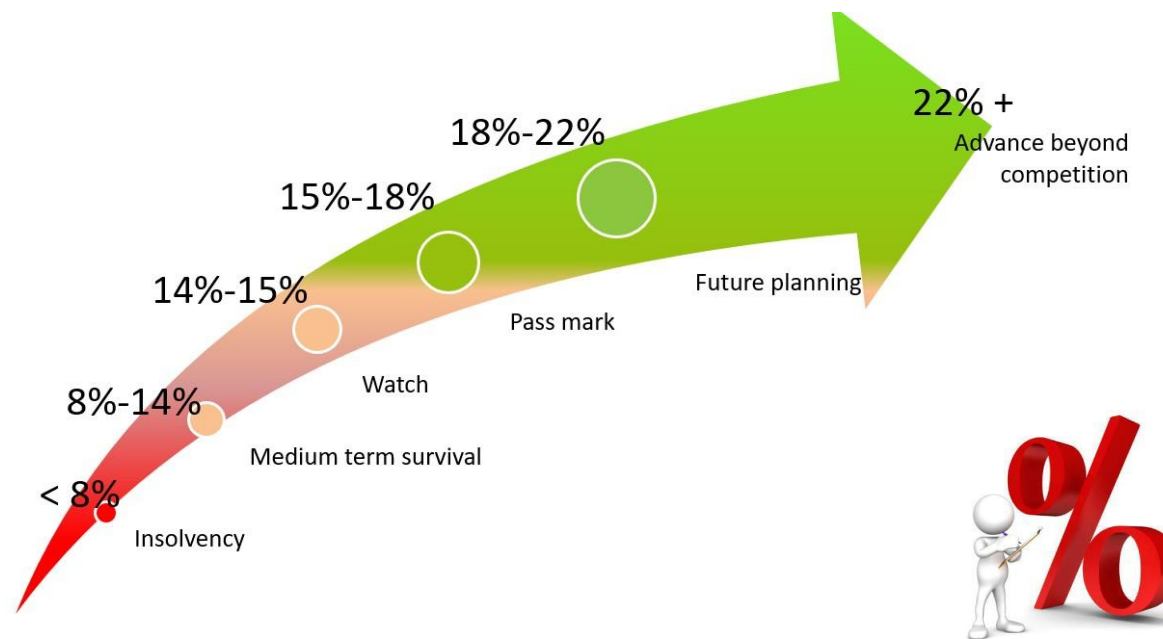 22% +
Advance beyond
competition
18%-22%
Future planning
15%-18%
Pass mark
14%-15%
Watch
8%-14%
Medium term survival
< 8%
Insolvency
%